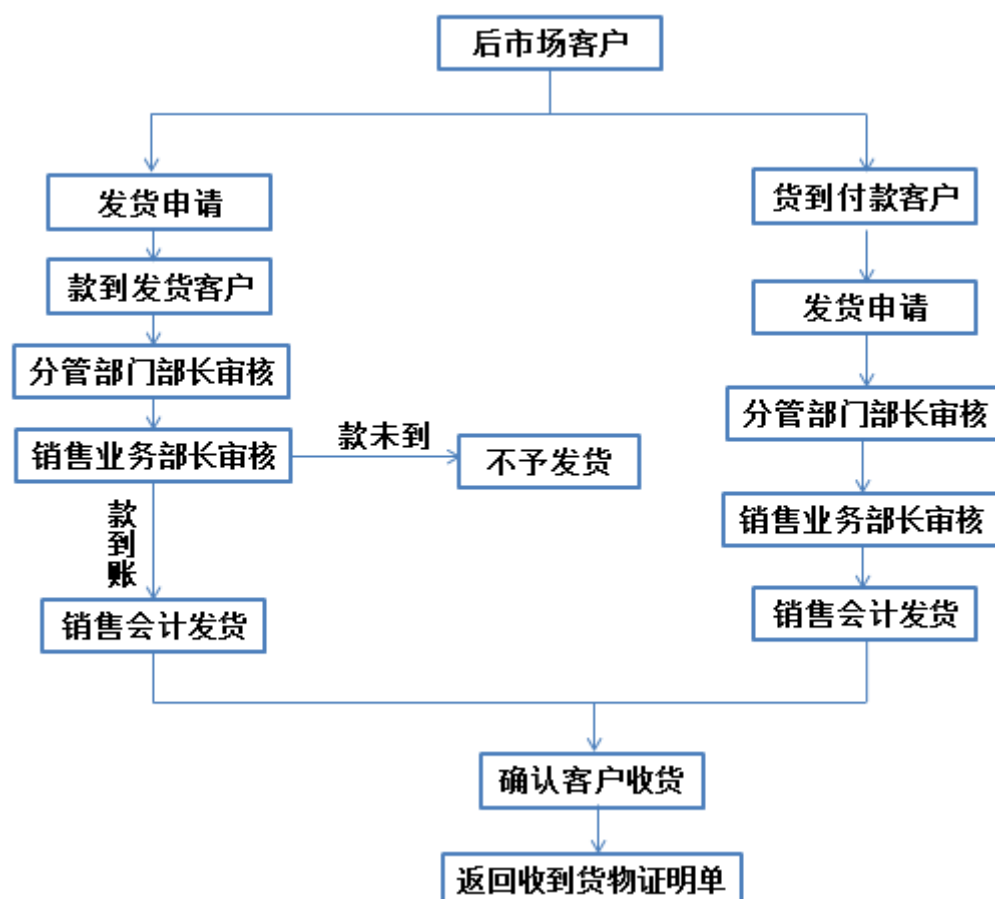 后市场客户
发货申请
货到付款客户
款到发货客户
发货申请
分管部门部长审核
分管部门部长审核
销售业务部长审核
款未到
不予发货
销售业务部长审核
款到账
销售会计发货
销售会计发货
确认客户收货
返回收到货物证明单